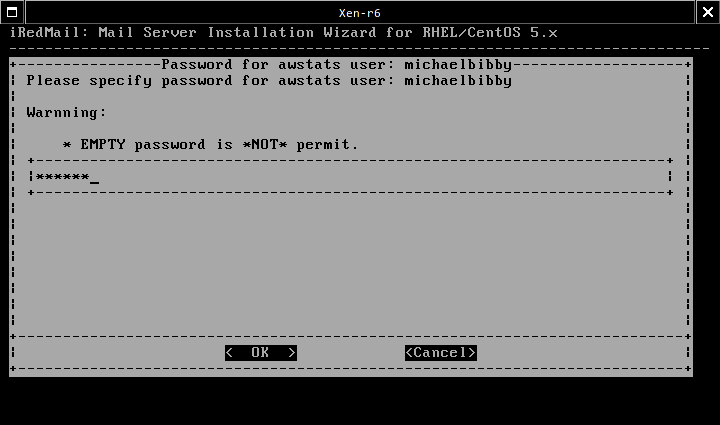 Xen-r6
iRedMail: Mail Server Installation Wizard for RHEL/CentOS 5.x
Password for awstats user: michaelbibby
Please specify password for awstats user: michaelbibby
Warnning:
* EMPTY password is *NOT* permit.
******_
< OK > <Cancel>